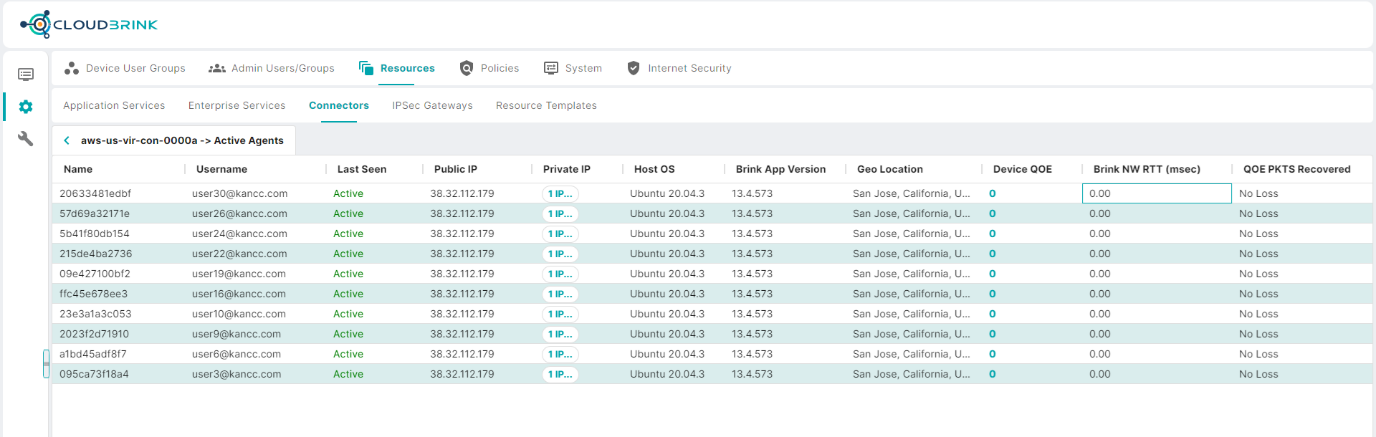 CLOUDBRINK
Device User Groups Admin Users/Groups Resources Policies System Internet Security
Application Services Enterprise Services Connectors IPSec Gateways Resource Templates
aws-us-vir-con-0000a -> Active Agents
Name Username Last Seen Public IP Private IP Host OS Brink App Version Geo Location Device QOE Brink NW RTT (msec) QOE PKTS Recovered
20633481edbf user30@kancc.com Active 38.32.112.179 1 IP... Ubuntu 20.04.3 13.4.573 San Jose, California, U... 0 0.00 No Loss
57d69a32171e user26@kancc.com Active 38.32.112.179 1 IP... Ubuntu 20.04.3 13.4.573 San Jose, California, U... 0 0.00 No Loss
5b41f80db154 user24@kancc.com Active 38.32.112.179 1 IP... Ubuntu 20.04.3 13.4.573 San Jose, California, U... 0 0.00 No Loss
215de4ba2736 user22@kancc.com Active 38.32.112.179 1 IP... Ubuntu 20.04.3 13.4.573 San Jose, California, U... 0 0.00 No Loss
09e427100bf2 user19@kancc.com Active 38.32.112.179 1 IP... Ubuntu 20.04.3 13.4.573 San Jose, California, U... 0 0.00 No Loss
ffc45e678ee3 user16@kancc.com Active 38.32.112.179 1 IP... Ubuntu 20.04.3 13.4.573 San Jose, California, U... 0 0.00 No Loss
23e3a1a3c053 user10@kancc.com Active 38.32.112.179 1 IP... Ubuntu 20.04.3 13.4.573 San Jose, California, U... 0 0.00 No Loss
2023f2d71910 user9@kancc.com Active 38.32.112.179 1 IP... Ubuntu 20.04.3 13.4.573 San Jose, California, U... 0 0.00 No Loss
a1bd45adf8f7 user6@kancc.com Active 38.32.112.179 1 IP... Ubuntu 20.04.3 13.4.573 San Jose, California, U... 0 0.00 No Loss
095ca73f18a4 user3@kancc.com Active 38.32.112.179 1 IP... Ubuntu 20.04.3 13.4.573 San Jose, California, U... 0 0.00 No Loss